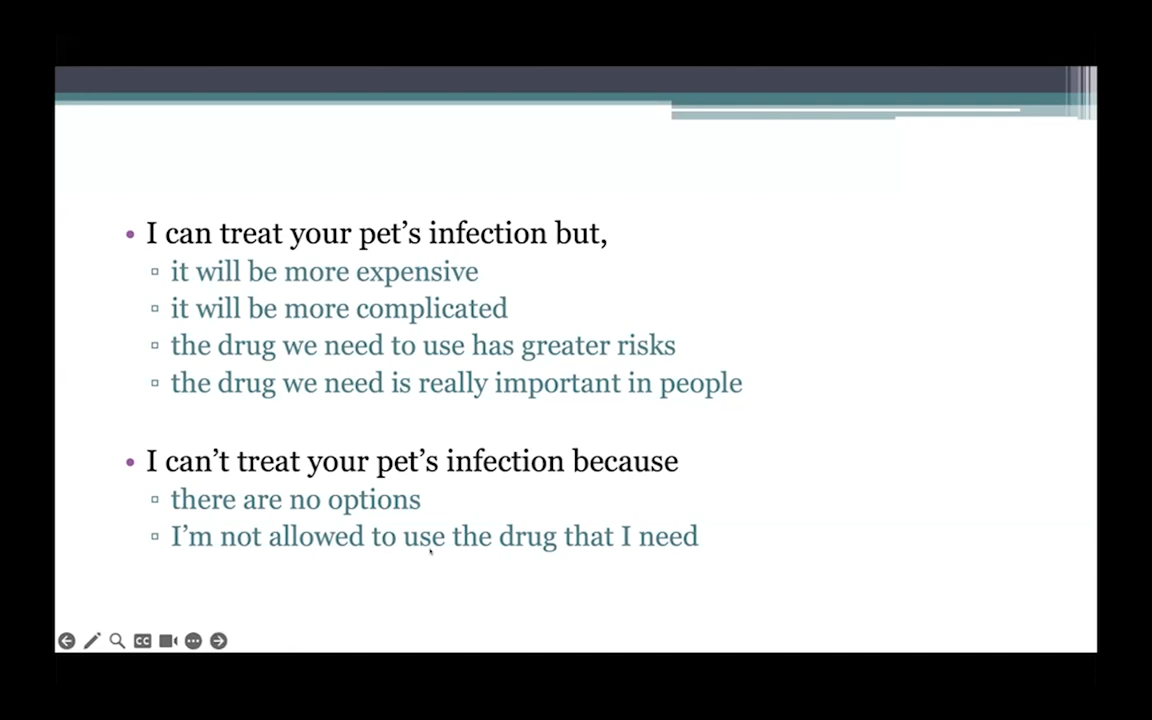 • I can treat your pet’s infection but,
▫ it will be more expensive
▫ it will be more complicated
▫ the drug we need to use has greater risks
▫ the drug we need is really important in people
• I can’t treat your pet’s infection because
▫ there are no options
▫ I’m not allowed to use the drug that I need
CC